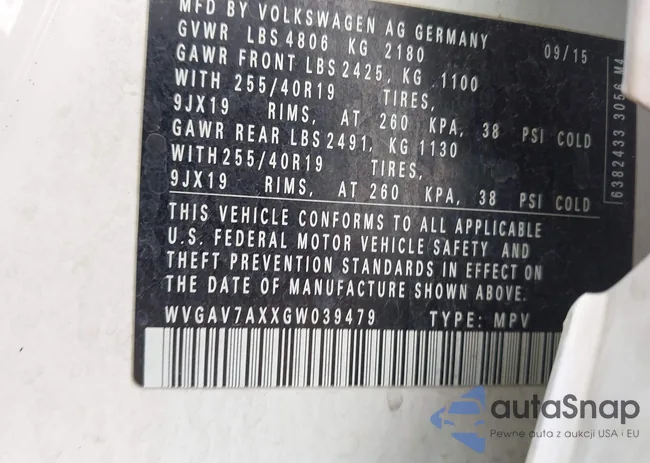 MFD BY VOLKSWAGEN AG GERMANY
GVWR LBS 4806 KG 2180 09/15
GAWR FRONT LBS 2425, KG 1100
WITH 255/40R19 TIRES,
9JX19 RIMS, AT 260 KPA, 38 PSI COLD
GAWR REAR LBS 2491, KG 1130
WITH 255/40R19 TIRES,
9JX19 RIMS, AT 260 KPA, 38 PSI COLD
THIS VEHICLE CONFORMS TO ALL APPLICABLE
U.S. FEDERAL MOTOR VEHICLE SAFETY AND
THEFT PREVENTION STANDARDS IN EFFECT ON
THE DATE OF MANUFACTURE SHOWN ABOVE.
WVGAV7AXXGW039479 TYPE: MPV
6382433 3056 M4
autaSnap
Pewne auta z aukcji USA i EU